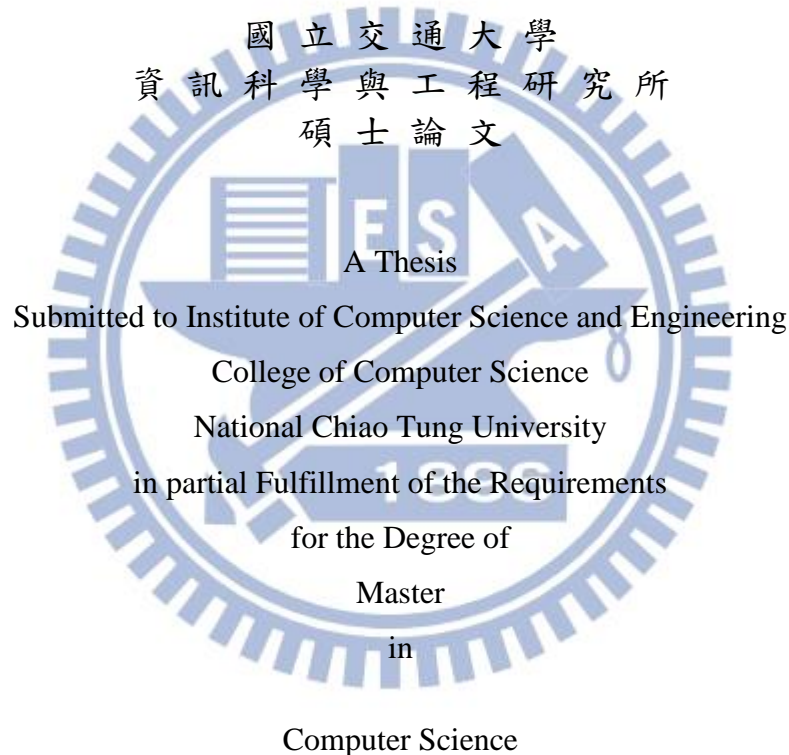 國立交通大學
資訊科學與工程研究所
碩士論文
E S A
A Thesis
Submitted to Institute of Computer Science and Engineering
College of Computer Science
National Chiao Tung University
in partial Fulfillment of the Requirements
1896
for the Degree of
Master
in
Computer Science